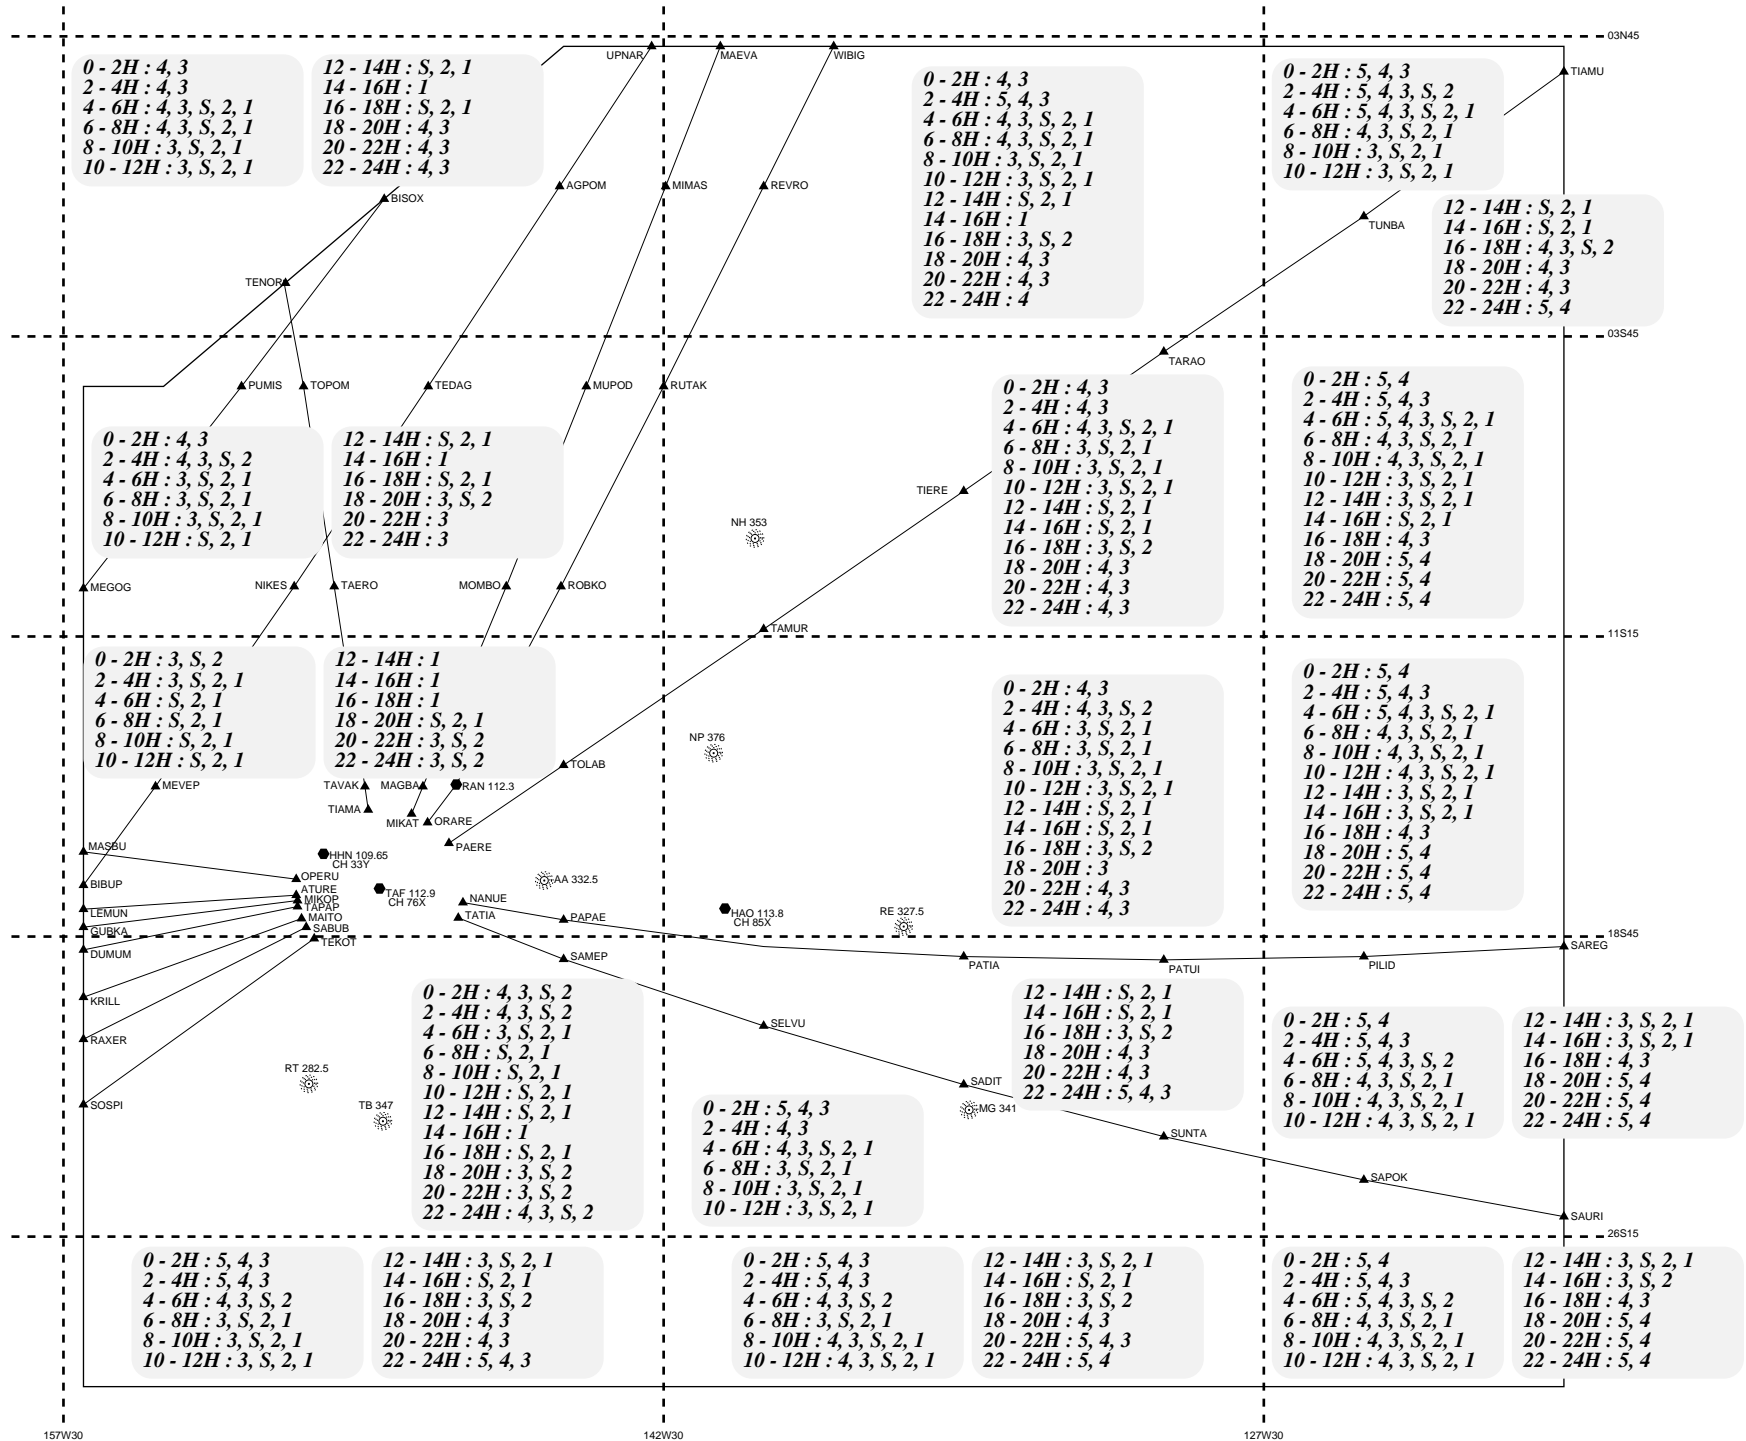 03N45
UPNAR
MAEVA
WIBIG
TIAMU
0 - 2H : 4, 3
2 - 4H : 4, 3
4 - 6H : 4, 3, S, 2, 1
6 - 8H : 4, 3, S, 2, 1
8 - 10H : 3, S, 2, 1
10 - 12H : 3, S, 2, 1
12 - 14H : S, 2, 1
14 - 16H : 1
16 - 18H : S, 2, 1
18 - 20H : 4, 3
20 - 22H : 4, 3
22 - 24H : 4, 3
0 - 2H : 4, 3
2 - 4H : 5, 4, 3
4 - 6H : 4, 3, S, 2, 1
6 - 8H : 4, 3, S, 2, 1
8 - 10H : 3, S, 2, 1
10 - 12H : 3, S, 2, 1
12 - 14H : S, 2, 1
14 - 16H : 1
16 - 18H : 3, S, 2
18 - 20H : 4, 3
20 - 22H : 4, 3
22 - 24H : 4
0 - 2H : 5, 4, 3
2 - 4H : 5, 4, 3, S, 2
4 - 6H : 5, 4, 3, S, 2, 1
6 - 8H : 4, 3, S, 2, 1
8 - 10H : 3, S, 2, 1
10 - 12H : 3, S, 2, 1
12 - 14H : S, 2, 1
14 - 16H : S, 2, 1
16 - 18H : 4, 3, S, 2
18 - 20H : 4, 3
20 - 22H : 4, 3
22 - 24H : 5, 4
BISOX
AGPOM
MIMAS
REVRO
TUNBA
TENOR
03S45
TARAO
PUMIS
TOPOM
TEDAG
MUPOD
RUTAK
0 - 2H : 4, 3
2 - 4H : 4, 3, S, 2
4 - 6H : 3, S, 2, 1
6 - 8H : 3, S, 2, 1
8 - 10H : 3, S, 2, 1
10 - 12H : S, 2, 1
12 - 14H : S, 2, 1
14 - 16H : 1
16 - 18H : S, 2, 1
18 - 20H : 3, S, 2
20 - 22H : 3
22 - 24H : 3
0 - 2H : 4, 3
2 - 4H : 4, 3
4 - 6H : 4, 3, S, 2, 1
6 - 8H : 3, S, 2, 1
8 - 10H : 3, S, 2, 1
10 - 12H : 3, S, 2, 1
12 - 14H : S, 2, 1
14 - 16H : S, 2, 1
16 - 18H : 3, S, 2
18 - 20H : 4, 3
20 - 22H : 4, 3
22 - 24H : 4, 3
0 - 2H : 5, 4
2 - 4H : 5, 4, 3
4 - 6H : 5, 4, 3, S, 2, 1
6 - 8H : 4, 3, S, 2, 1
8 - 10H : 4, 3, S, 2, 1
10 - 12H : 3, S, 2, 1
12 - 14H : 3, S, 2, 1
14 - 16H : S, 2, 1
16 - 18H : 4, 3
18 - 20H : 5, 4
20 - 22H : 5, 4
22 - 24H : 5, 4
TIERE
NH 353
MEGOG
NIKES
TAERO
MOMBO
ROBKO
TAMUR
11S15
0 - 2H : 3, S, 2
2 - 4H : 3, S, 2, 1
4 - 6H : S, 2, 1
6 - 8H : S, 2, 1
8 - 10H : S, 2, 1
10 - 12H : S, 2, 1
12 - 14H : 1
14 - 16H : 1
16 - 18H : 1
18 - 20H : S, 2, 1
20 - 22H : 3, S, 2
22 - 24H : 3, S, 2
0 - 2H : 4, 3
2 - 4H : 4, 3, S, 2
4 - 6H : 3, S, 2, 1
6 - 8H : 3, S, 2, 1
8 - 10H : 3, S, 2, 1
10 - 12H : 3, S, 2, 1
12 - 14H : S, 2, 1
14 - 16H : S, 2, 1
16 - 18H : 3, S, 2
18 - 20H : 3
20 - 22H : 4, 3
22 - 24H : 4, 3
0 - 2H : 5, 4
2 - 4H : 5, 4, 3
4 - 6H : 5, 4, 3, S, 2, 1
6 - 8H : 4, 3, S, 2, 1
8 - 10H : 4, 3, S, 2, 1
10 - 12H : 4, 3, S, 2, 1
12 - 14H : 3, S, 2, 1
14 - 16H : 3, S, 2, 1
16 - 18H : 4, 3
18 - 20H : 5, 4
20 - 22H : 5, 4
22 - 24H : 5, 4
NP 376
TOLAB
MEVEP
TAVAK
MAGBA
RAN 112.3
TIAMA
MIKAT
ORARE
PAERE
MASBU
HHN 109.65
CH 33Y
OPERU
BIBUP
ATURE
TAF 112.9
CH 76X
AA 332.5
MIKOP
TAPAP
NANUE
LEMUN
MAITO
TATIA
PAPAE
HAO 113.8
CH 85X
RE 327.5
GUBKA
SABUB
TEKOT
18S45
DUMUM
SAMEP
PATIA
PATUI
PILID
SAREG
KRILL
RAXER
SELVU
0 - 2H : 4, 3, S, 2
2 - 4H : 4, 3, S, 2
4 - 6H : 3, S, 2, 1
6 - 8H : S, 2, 1
8 - 10H : S, 2, 1
10 - 12H : S, 2, 1
12 - 14H : S, 2, 1
14 - 16H : 1
16 - 18H : S, 2, 1
18 - 20H : 3, S, 2
20 - 22H : 3, S, 2
22 - 24H : 4, 3, S, 2
0 - 2H : 5, 4, 3
2 - 4H : 4, 3
4 - 6H : 4, 3, S, 2, 1
6 - 8H : 3, S, 2, 1
8 - 10H : 3, S, 2, 1
10 - 12H : 3, S, 2, 1
12 - 14H : S, 2, 1
14 - 16H : S, 2, 1
16 - 18H : 3, S, 2
18 - 20H : 4, 3
20 - 22H : 4, 3
22 - 24H : 5, 4, 3
0 - 2H : 5, 4
2 - 4H : 5, 4, 3
4 - 6H : 5, 4, 3, S, 2
6 - 8H : 4, 3, S, 2, 1
8 - 10H : 4, 3, S, 2, 1
10 - 12H : 4, 3, S, 2, 1
12 - 14H : 3, S, 2, 1
14 - 16H : 3, S, 2, 1
16 - 18H : 4, 3
18 - 20H : 5, 4
20 - 22H : 5, 4
22 - 24H : 5, 4
RT 282.5
SADIT
SOSPI
TB 347
MG 341
SUNTA
SAPOK
SAURI
26S15
0 - 2H : 5, 4, 3
2 - 4H : 5, 4, 3
4 - 6H : 4, 3, S, 2
6 - 8H : 3, S, 2, 1
8 - 10H : 3, S, 2, 1
10 - 12H : 3, S, 2, 1
12 - 14H : 3, S, 2, 1
14 - 16H : S, 2, 1
16 - 18H : 3, S, 2
18 - 20H : 4, 3
20 - 22H : 4, 3
22 - 24H : 5, 4, 3
0 - 2H : 5, 4, 3
2 - 4H : 5, 4, 3
4 - 6H : 4, 3, S, 2
6 - 8H : 3, S, 2, 1
8 - 10H : 4, 3, S, 2, 1
10 - 12H : 4, 3, S, 2, 1
12 - 14H : 3, S, 2, 1
14 - 16H : S, 2, 1
16 - 18H : 3, S, 2
18 - 20H : 4, 3
20 - 22H : 5, 4, 3
22 - 24H : 5, 4
0 - 2H : 5, 4
2 - 4H : 5, 4, 3
4 - 6H : 5, 4, 3, S, 2
6 - 8H : 4, 3, S, 2, 1
8 - 10H : 4, 3, S, 2, 1
10 - 12H : 4, 3, S, 2, 1
12 - 14H : 3, S, 2, 1
14 - 16H : 3, S, 2
16 - 18H : 4, 3
18 - 20H : 5, 4
20 - 22H : 5, 4
22 - 24H : 5, 4
157W30
142W30
127W30